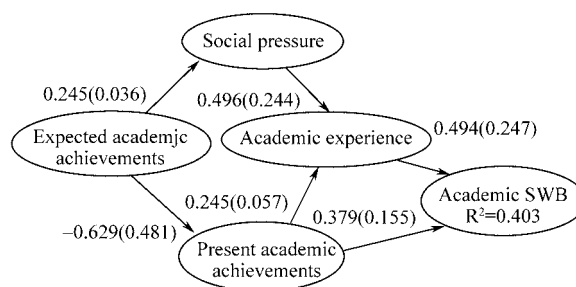 Social pressure
0.245(0.036)
0.496(0.244)
Expected academjc
achievements
Academic experience
0.494(0.247)
Academic SWB
R²=0.403
0.245(0.057)
0.379(0.155)
−0.629(0.481)
Present academic
achievements